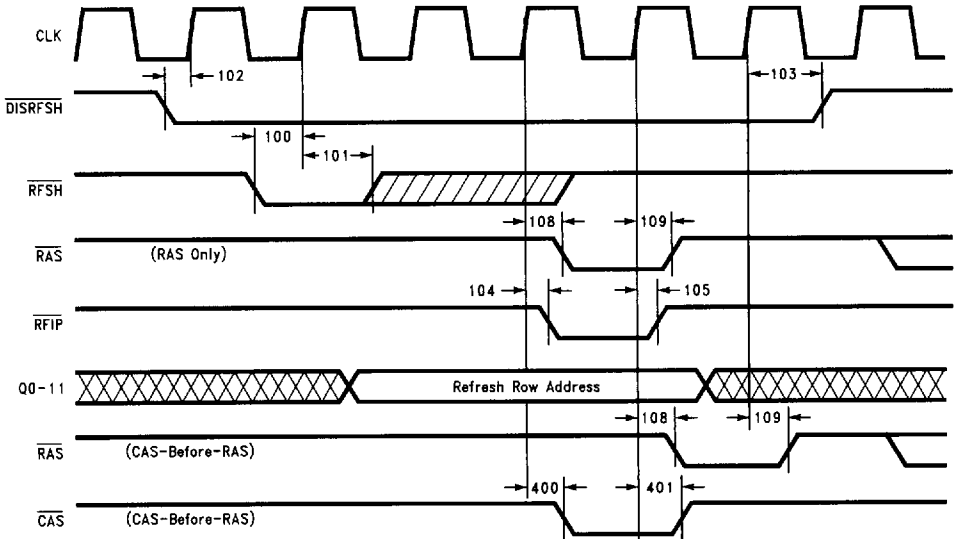 CLK
102
103
DISRFSH
100
101
RFSH
108
109
RAS
(RAS Only)
104
105
RFIP
Q0-11
Refresh Row Address
108
109
RAS
(CAS-Before-RAS)
400
401
CAS
(CAS-Before-RAS)